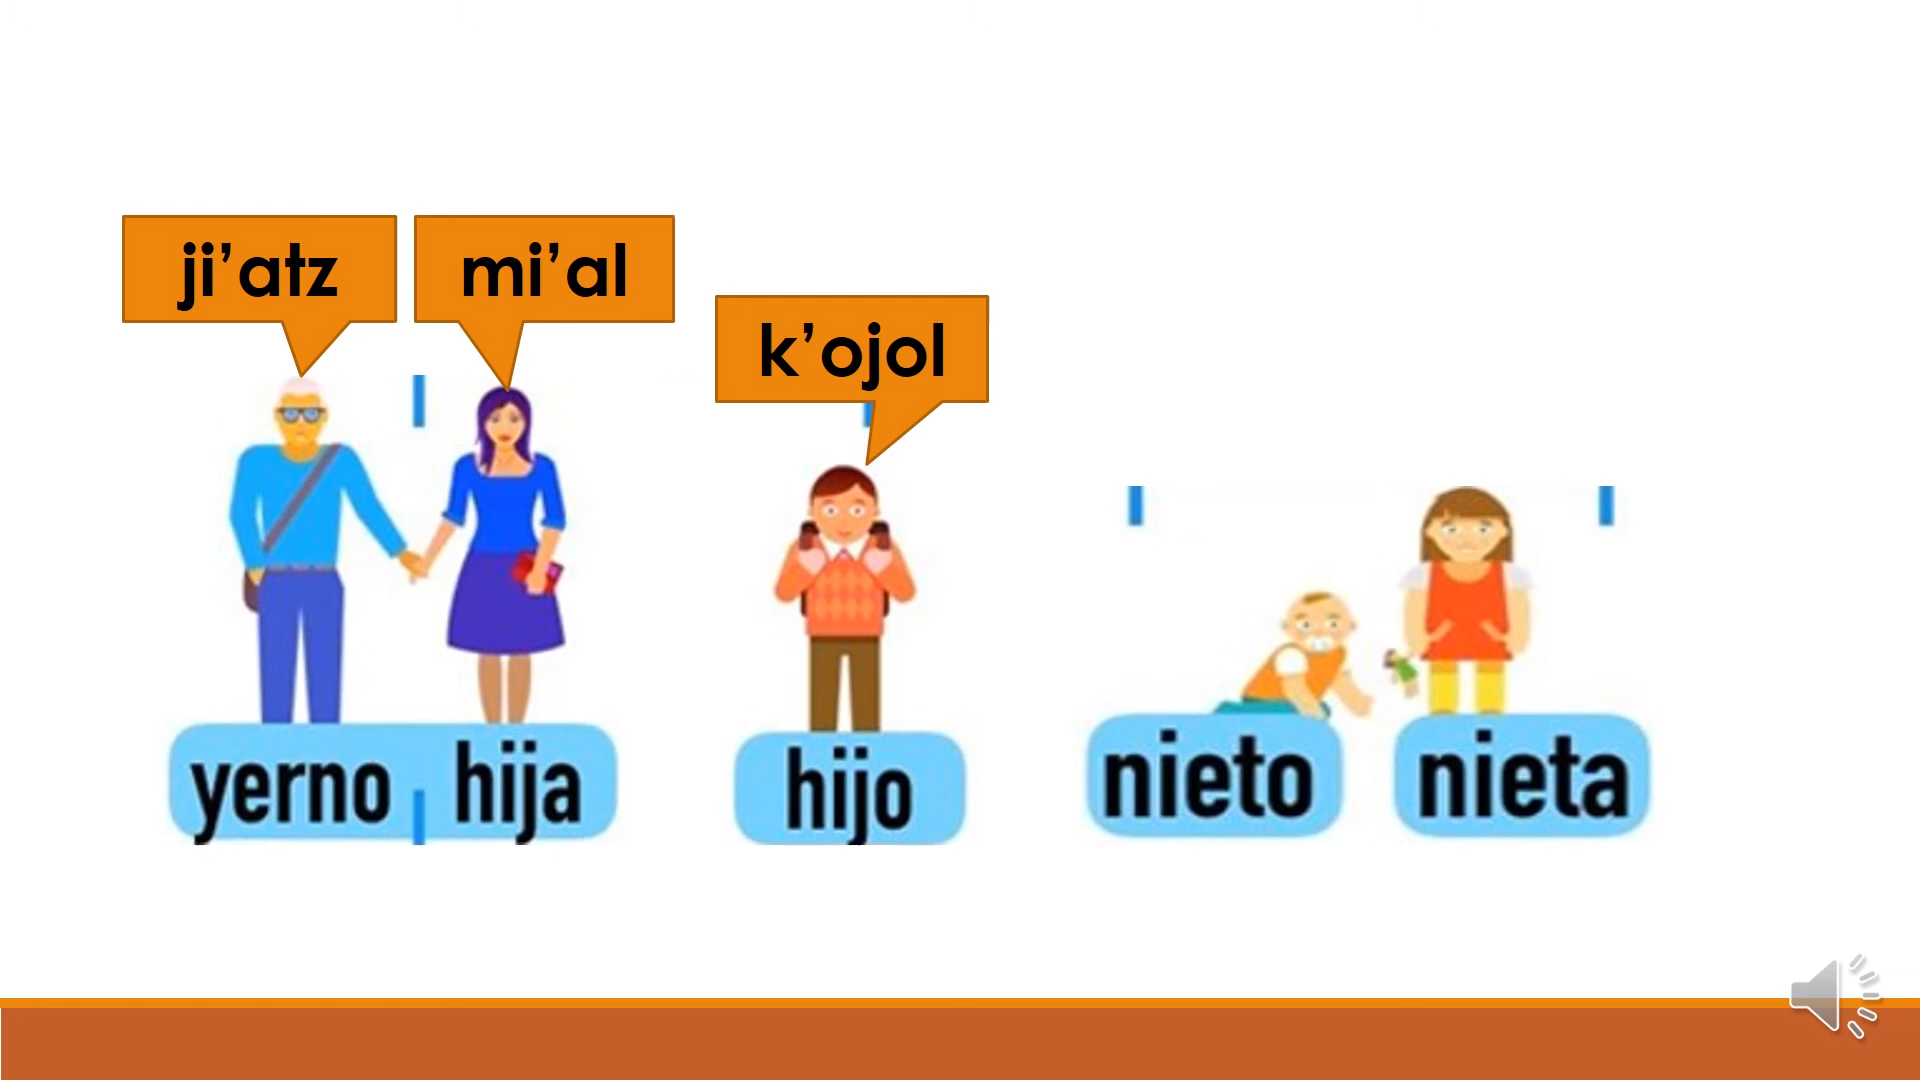 ji’atz
mi’al
k’ojol
yerno hija
hijo
nieto
nieta